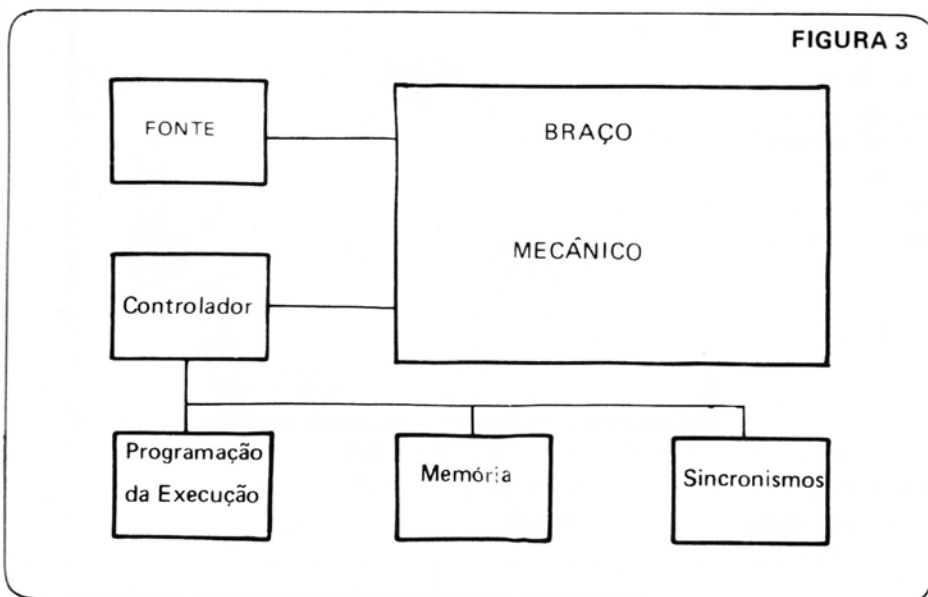 FIGURA 3
FONTE
BRAÇO
MECÂNICO
Controlador
Programação
da Execução
Memória
Sincronismos